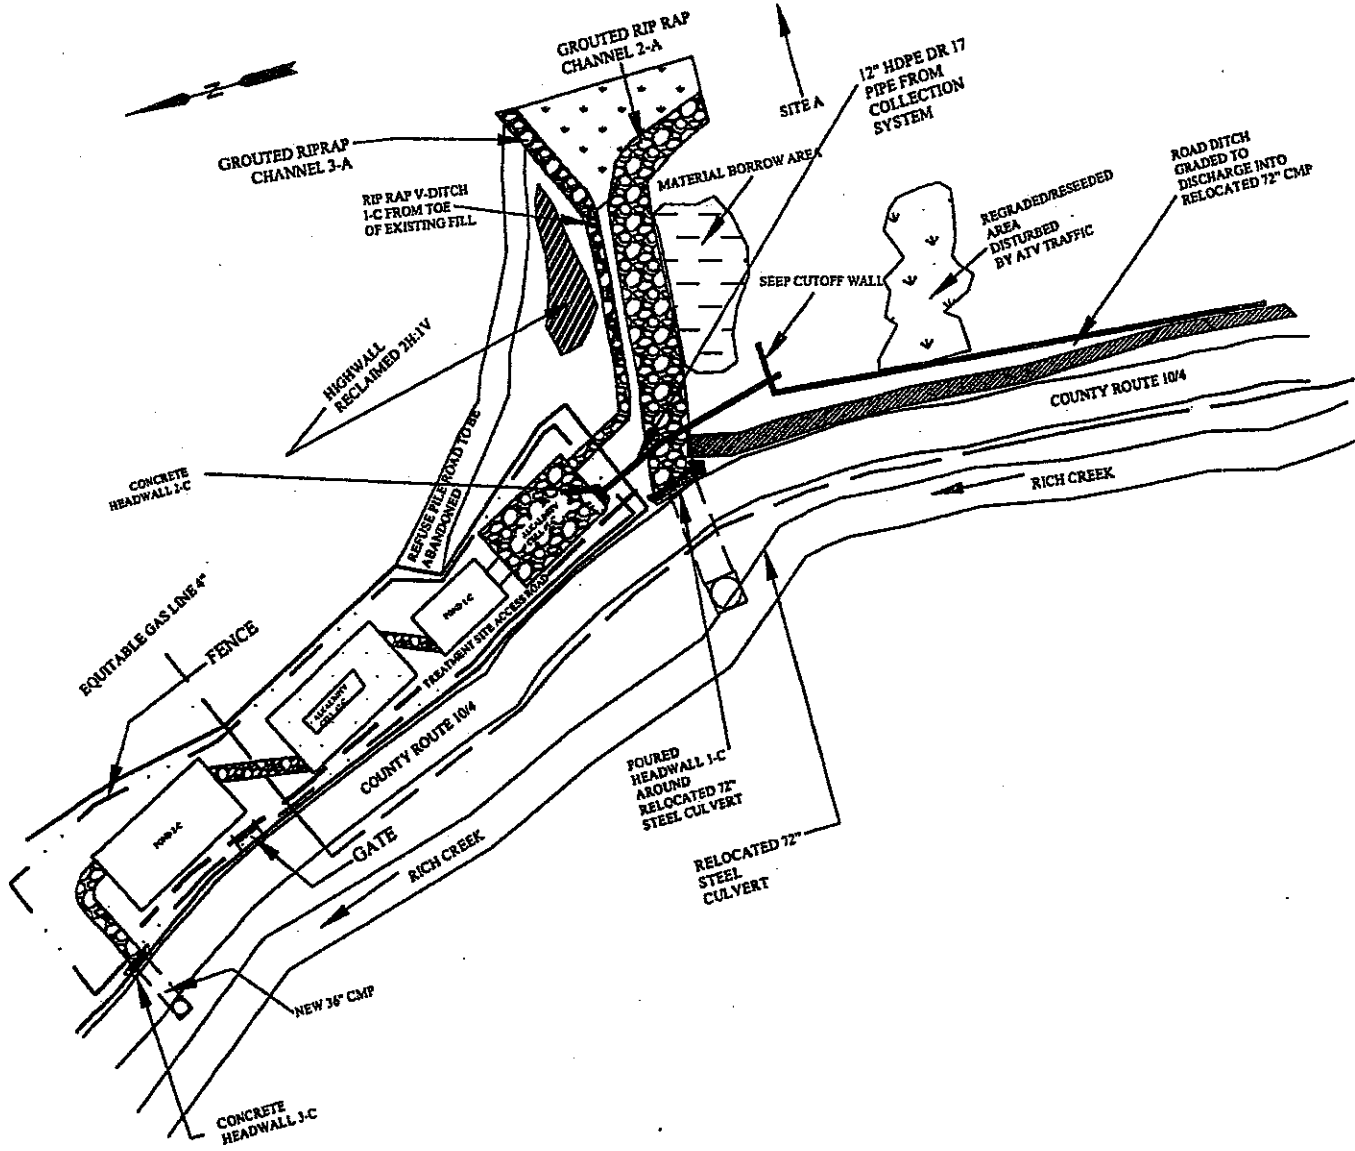 GROUTED RIP RAP
CHANNEL 2-A
12" HDPE DR 17
PIPE FROM
COLLECTION
SYSTEM
N
SITE A
GROUTED RIPRAP
CHANNEL 3-A
MATERIAL BORROW AREA
ROAD DITCH
GRADED TO
DISCHARGE INTO
RELOCATED 72" CMP
RIP RAP V-DITCH
1-C FROM TOE
OF EXISTING FILL
REGRADED/RESEEDED
AREA
DISTURBED
BY ATV TRAFFIC
SEEP CUTOFF WALL
HIGHWALL
RECLAIMED 2H:1V
COUNTY ROUTE 10/4
CONCRETE
HEADWALL 2-C
REFUSE PILE ROAD TO BE
ABANDONED
RICH CREEK
ALKALINITY
POND 1-C
TREATMENT SITE ACCESS ROAD
EQUITABLE GAS LINE 4"
FENCE
ALKALINITY
COUNTY ROUTE 10/4
POURED
HEADWALL 1-C
AROUND
RELOCATED 72"
STEEL CULVERT
GATE
RICH CREEK
RELOCATED 72"
STEEL
CULVERT
NEW 36" CMP
CONCRETE
HEADWALL 3-C